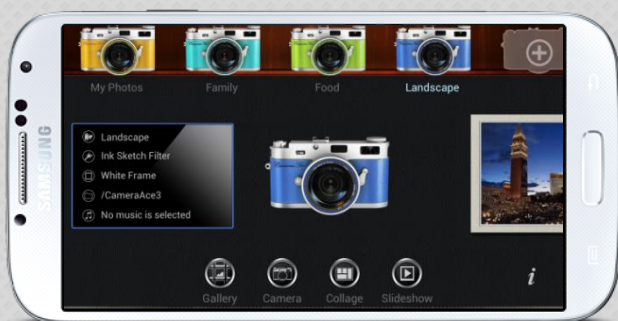 My Photos
Family
Food
Landscape
SAMSUNG
Landscape
Ink Sketch Filter
White Frame
/CameraAce3
No music is selected
Gallery
Camera
Collage
Slideshow
i